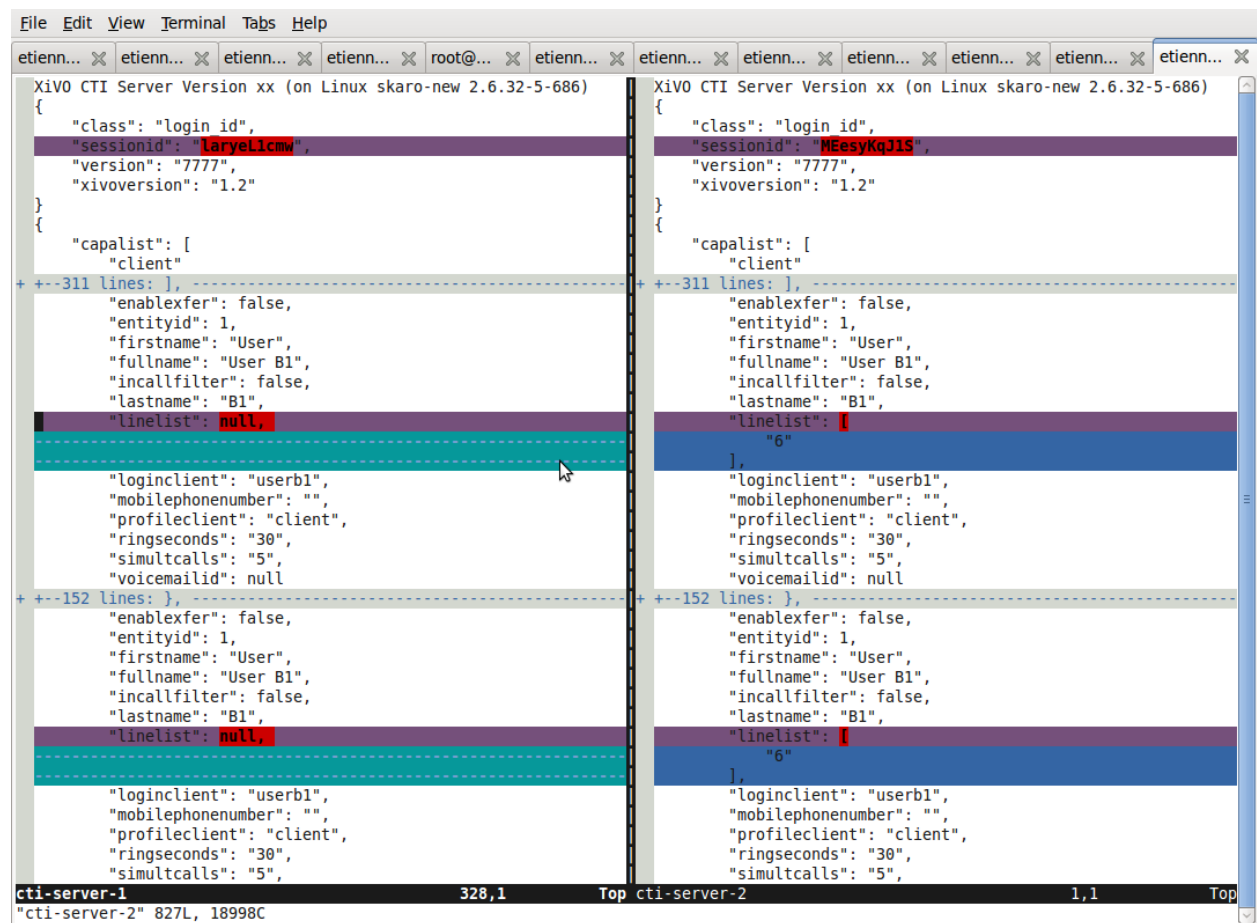 File Edit View Terminal Tabs Help
etienn... etienn... etienn... etienn... root@... etienn... etienn... etienn... etienn... etienn... etienn... etienn...
XiVO CTI Server Version xx (on Linux skaro-new 2.6.32-5-686)
{
    "class": "login_id",
    "sessionid": "laryeL1cmw",
    "version": "7777",
    "xivoversion": "1.2"
}
{
    "capalist": [
        "client"
+ +--311 lines: ], --------------------------------------------
        "enablexfer": false,
        "entityid": 1,
        "firstname": "User",
        "fullname": "User B1",
        "incallfilter": false,
        "lastname": "B1",
        "linelist": null,
        "loginclient": "userb1",
        "mobilephonenumber": "",
        "profileclient": "client",
        "ringseconds": "30",
        "simultcalls": "5",
        "voicemailid": null
+ +--152 lines: }, --------------------------------------------
        "enablexfer": false,
        "entityid": 1,
        "firstname": "User",
        "fullname": "User B1",
        "incallfilter": false,
        "lastname": "B1",
        "linelist": null,
        "loginclient": "userb1",
        "mobilephonenumber": "",
        "profileclient": "client",
        "ringseconds": "30",
        "simultcalls": "5",
cti-server-1 328,1 Top
XiVO CTI Server Version xx (on Linux skaro-new 2.6.32-5-686)
{
    "class": "login_id",
    "sessionid": "MEesyKqJ1S",
    "version": "7777",
    "xivoversion": "1.2"
}
{
    "capalist": [
        "client"
+ +--311 lines: ], --------------------------------------------
        "enablexfer": false,
        "entityid": 1,
        "firstname": "User",
        "fullname": "User B1",
        "incallfilter": false,
        "lastname": "B1",
        "linelist": [
            "6"
        ],
        "loginclient": "userb1",
        "mobilephonenumber": "",
        "profileclient": "client",
        "ringseconds": "30",
        "simultcalls": "5",
        "voicemailid": null
+ +--152 lines: }, --------------------------------------------
        "enablexfer": false,
        "entityid": 1,
        "firstname": "User",
        "fullname": "User B1",
        "incallfilter": false,
        "lastname": "B1",
        "linelist": [
            "6"
        ],
        "loginclient": "userb1",
        "mobilephonenumber": "",
        "profileclient": "client",
        "ringseconds": "30",
        "simultcalls": "5",
cti-server-2 1,1 Top
"cti-server-2" 827L, 18998C